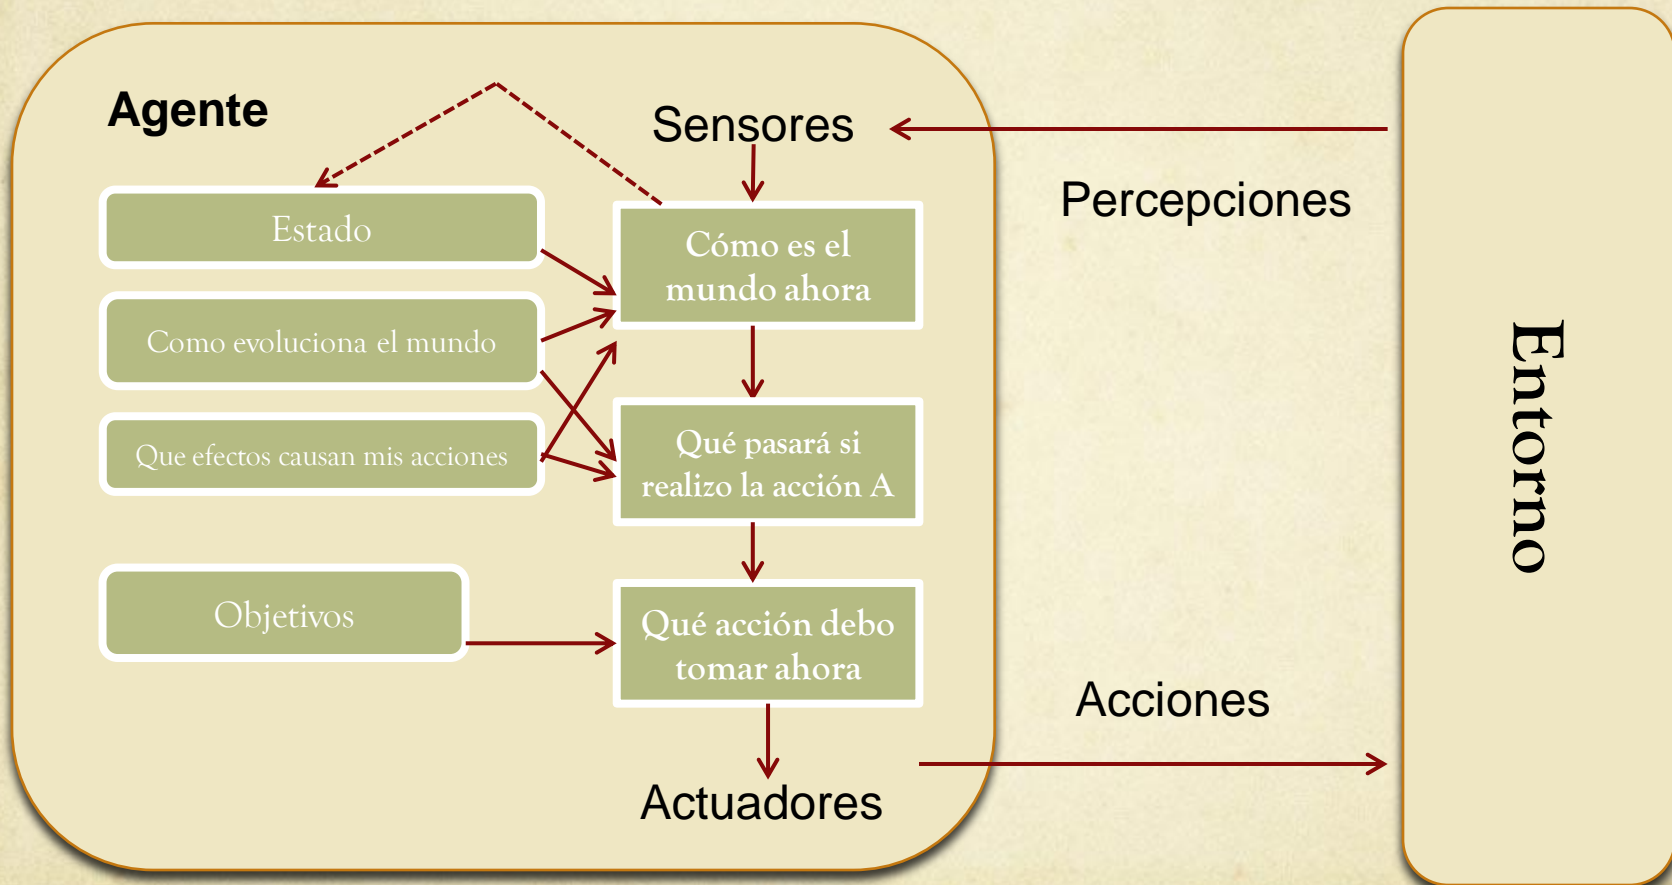 Agente
Sensores
Percepciones
Estado
Cómo es el
mundo ahora
Como evoluciona el mundo
Que efectos causan mis acciones
Qué pasará si
realizo la acción A
Objetivos
Qué acción debo
tomar ahora
Acciones
Actuadores
Entorno